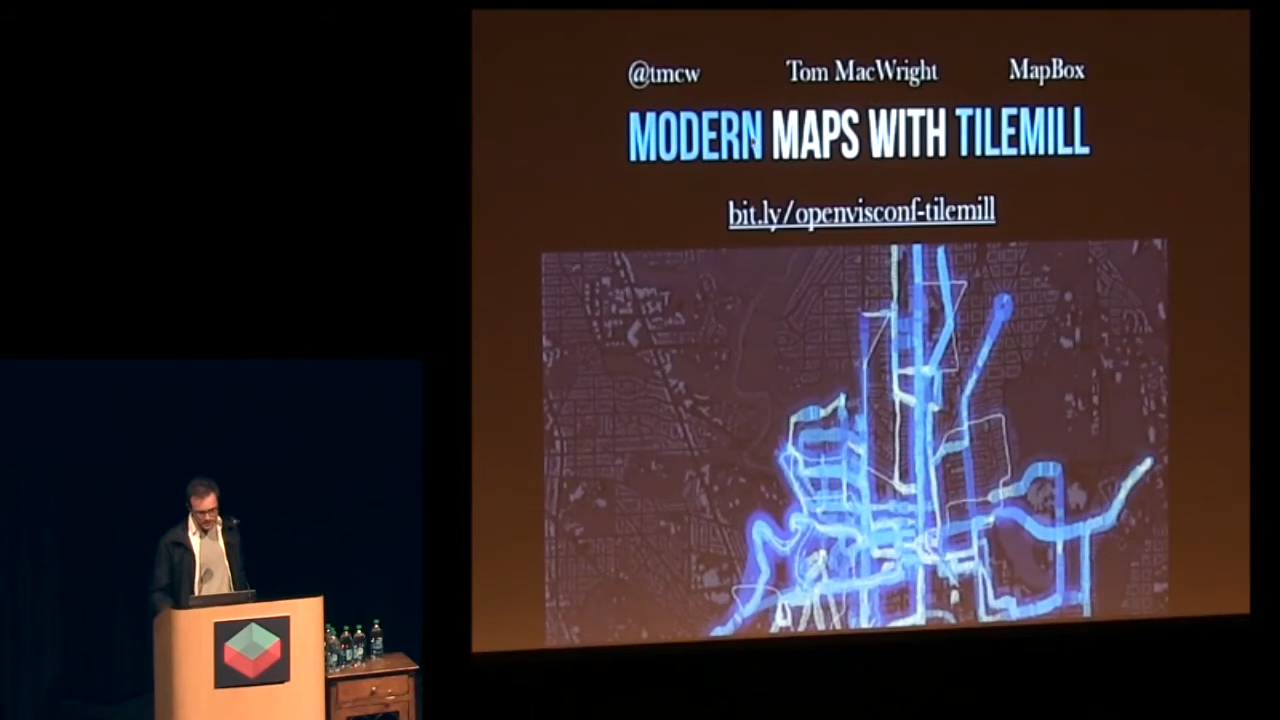 @tmcw Tom MacWright MapBox
MODERN MAPS WITH TILEMILL
bit.ly/openvisconf-tilemill